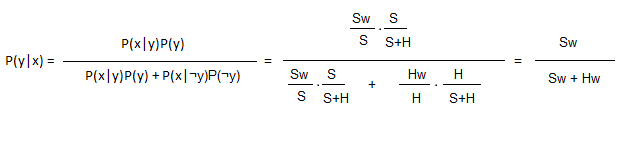 P(y|x) = P(x|y)P(y) / P(x|y)P(y) + P(x|¬y)P(¬y) = Sw/S · S/S+H / Sw/S · S/S+H + Hw/H · H/S+H = Sw / Sw + Hw